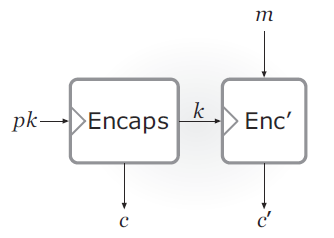 m
pk Encaps k Enc′
c c′